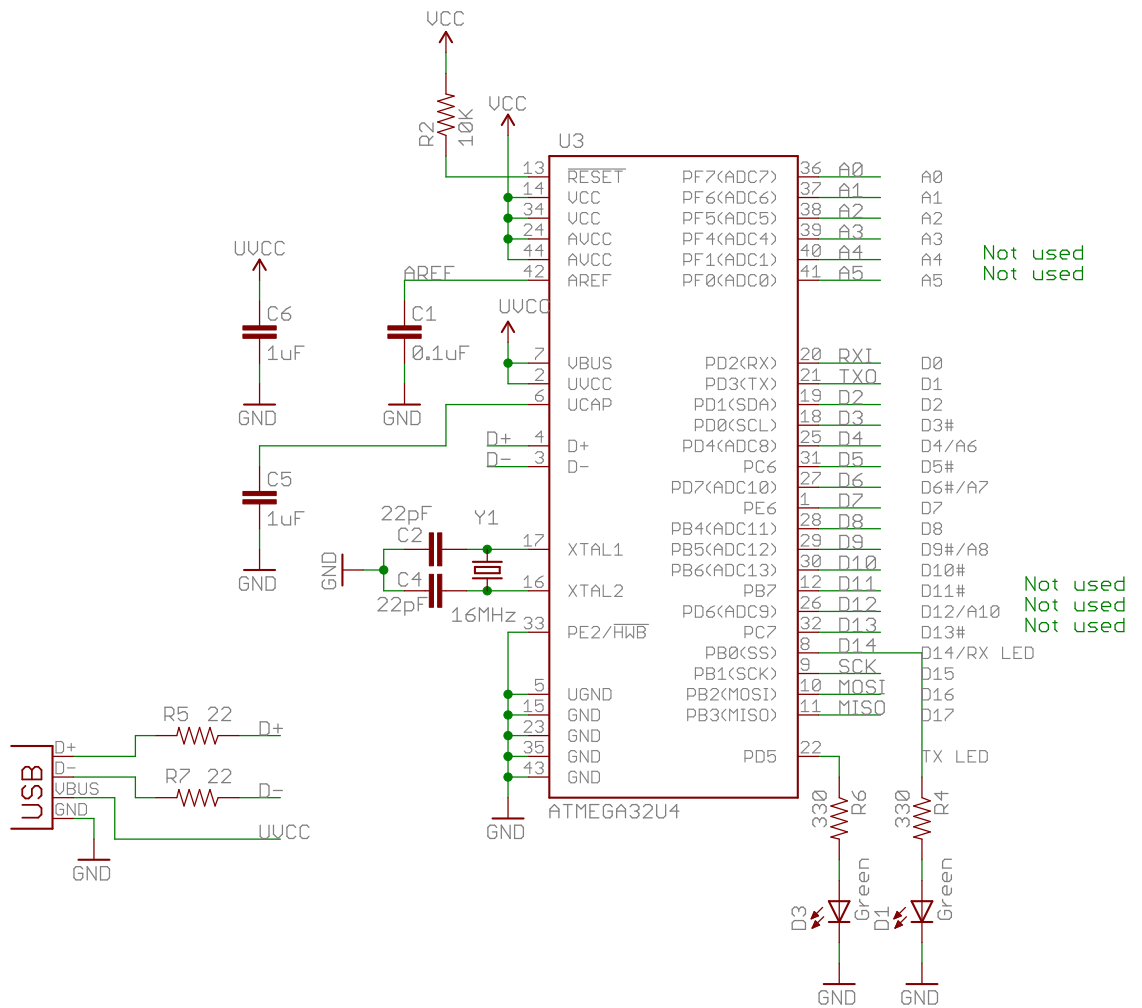 VCC
VCC
R2
10K
U3
13 RESET PF7(ADC7) 36 A0 A0
14 VCC PF6(ADC6) 37 A1 A1
34 VCC PF5(ADC5) 38 A2 A2
24 AVCC PF4(ADC4) 39 A3 A3
44 AVCC PF1(ADC1) 40 A4 A4 Not used
42 AREF PF0(ADC0) 41 A5 A5 Not used
UVCC
AREF
UVCC
C6
1uF
C1
0.1uF
GND
GND
7 VBUS PD2(RX) 20 RXI D0
2 UVCC PD3(TX) 21 TXO D1
6 UCAP PD1(SDA) 19 D2 D2
PD0(SCL) 18 D3 D3#
D+ 4 D+ PD4(ADC8) 25 D4 D4/A6
D- 3 D- PC6 31 D5 D5#
PD7(ADC10) 27 D6 D6#/A7
PE6 1 D7 D7
C5
1uF
GND
22pF
C2
Y1
PB4(ADC11) 28 D8 D8
17 XTAL1 PB5(ADC12) 29 D9 D9#/A8
GND
PB6(ADC13) 30 D10 D10#
C4
22pF
16 XTAL2 PB7 12 D11 D11# Not used
16MHz
PD6(ADC9) 26 D12 D12/A10 Not used
33 PE2/HWB PC7 32 D13 D13# Not used
PB0(SS) 8 D14 D14/RX LED
PB1(SCK) 9 SCK D15
5 UGND PB2(MOSI) 10 MOSI D16
15 GND PB3(MISO) 11 MISO D17
23 GND
35 GND PD5 22 TX LED
43 GND
ATMEGA32U4
GND
R5 22
D+
R7 22
D-
USB
D+
D-
VBUS
GND
UVCC
GND
330
R6
330
R4
D3
Green
D1
Green
GND
GND